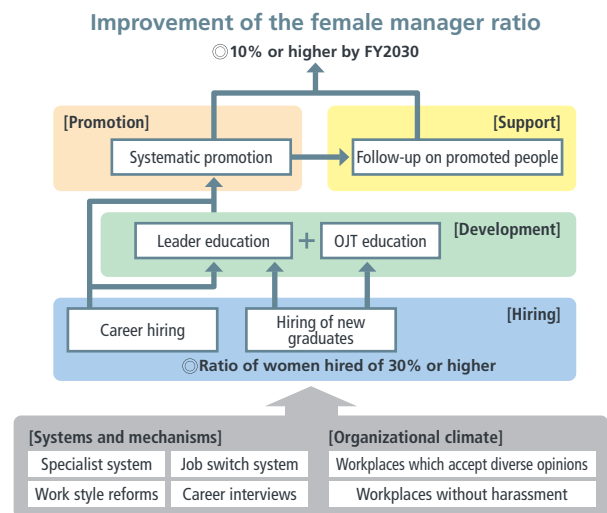 Improvement of the female manager ratio
◎10% or higher by FY2030
[Promotion]
[Support]
Systematic promotion
Follow-up on promoted people
[Development]
Leader education
+
OJT education
[Hiring]
Career hiring
Hiring of new
graduates
◎Ratio of women hired of 30% or higher
[Systems and mechanisms]
Specialist system
Job switch system
Work style reforms
Career interviews
[Organizational climate]
Workplaces which accept diverse opinions
Workplaces without harassment